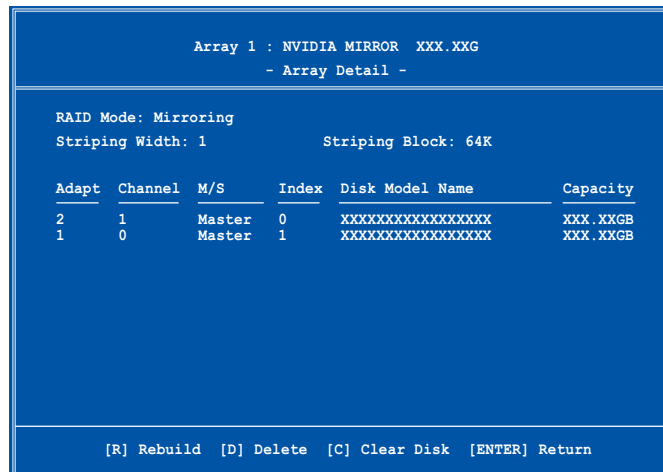 Array 1 : NVIDIA MIRROR XXX.XXG
- Array Detail -
RAID Mode: Mirroring
Striping Width: 1 Striping Block: 64K
Adapt Channel M/S Index Disk Model Name Capacity
2 1 Master 0 XXXXXXXXXXXXXXXXX XXX.XXGB
1 0 Master 1 XXXXXXXXXXXXXXXXX XXX.XXGB
[R] Rebuild [D] Delete [C] Clear Disk [ENTER] Return